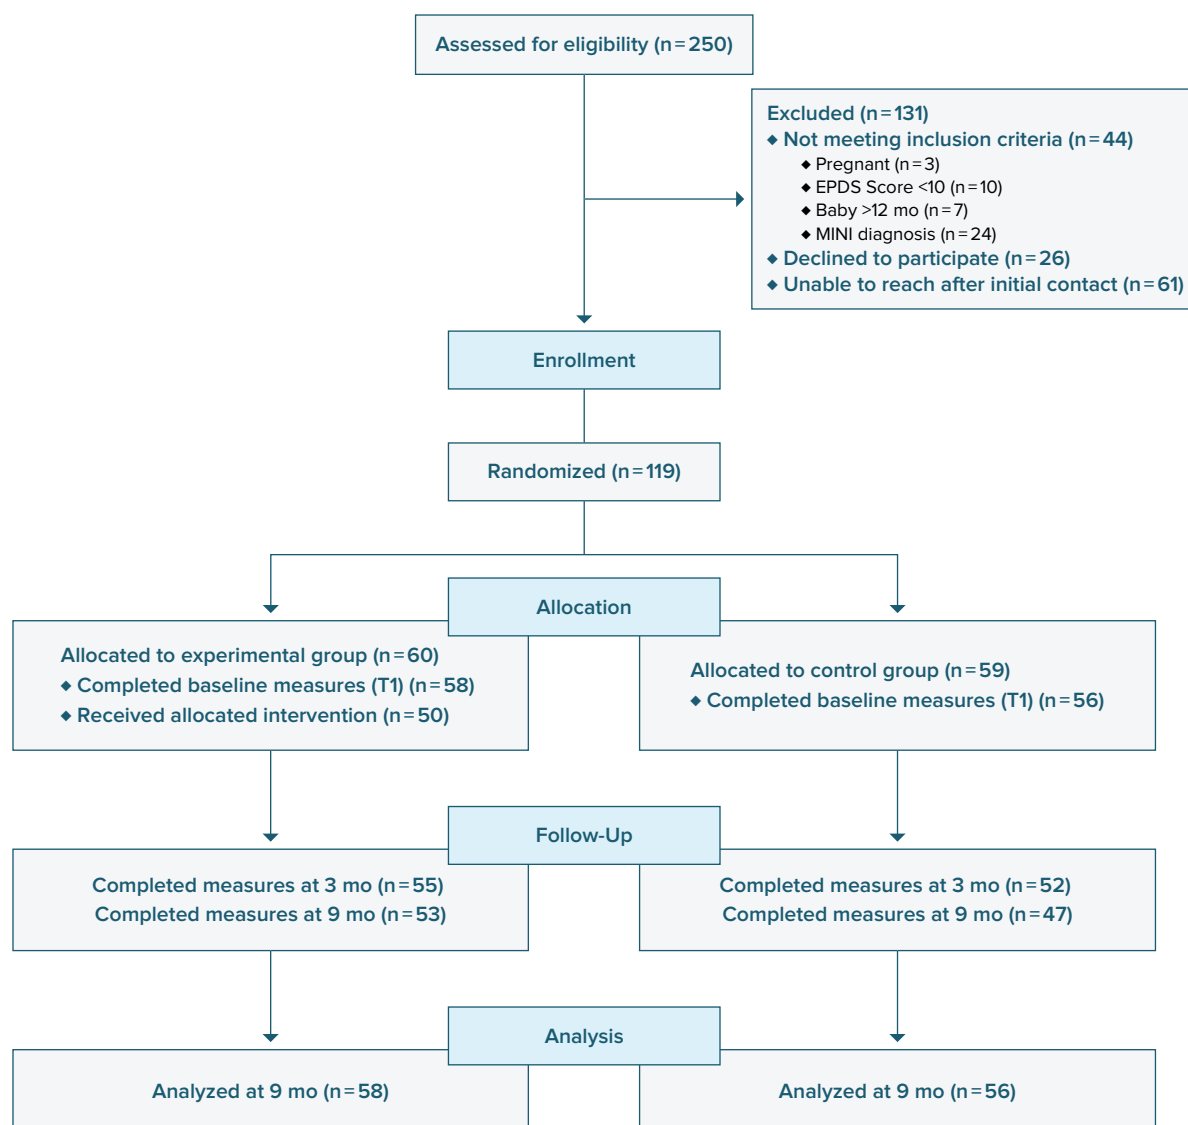 Assessed for eligibility (n=250)
Excluded (n=131)
◆ Not meeting inclusion criteria (n=44)
◆ Pregnant (n=3)
◆ EPDS Score <10 (n=10)
◆ Baby >12 mo (n=7)
◆ MINI diagnosis (n=24)
◆ Declined to participate (n=26)
◆ Unable to reach after initial contact (n=61)
Enrollment
Randomized (n=119)
Allocation
Allocated to experimental group (n=60)
◆ Completed baseline measures (T1) (n=58)
◆ Received allocated intervention (n=50)
Allocated to control group (n=59)
◆ Completed baseline measures (T1) (n=56)
Follow-Up
Completed measures at 3 mo (n=55)
Completed measures at 9 mo (n=53)
Completed measures at 3 mo (n=52)
Completed measures at 9 mo (n=47)
Analysis
Analyzed at 9 mo (n=58)
Analyzed at 9 mo (n=56)